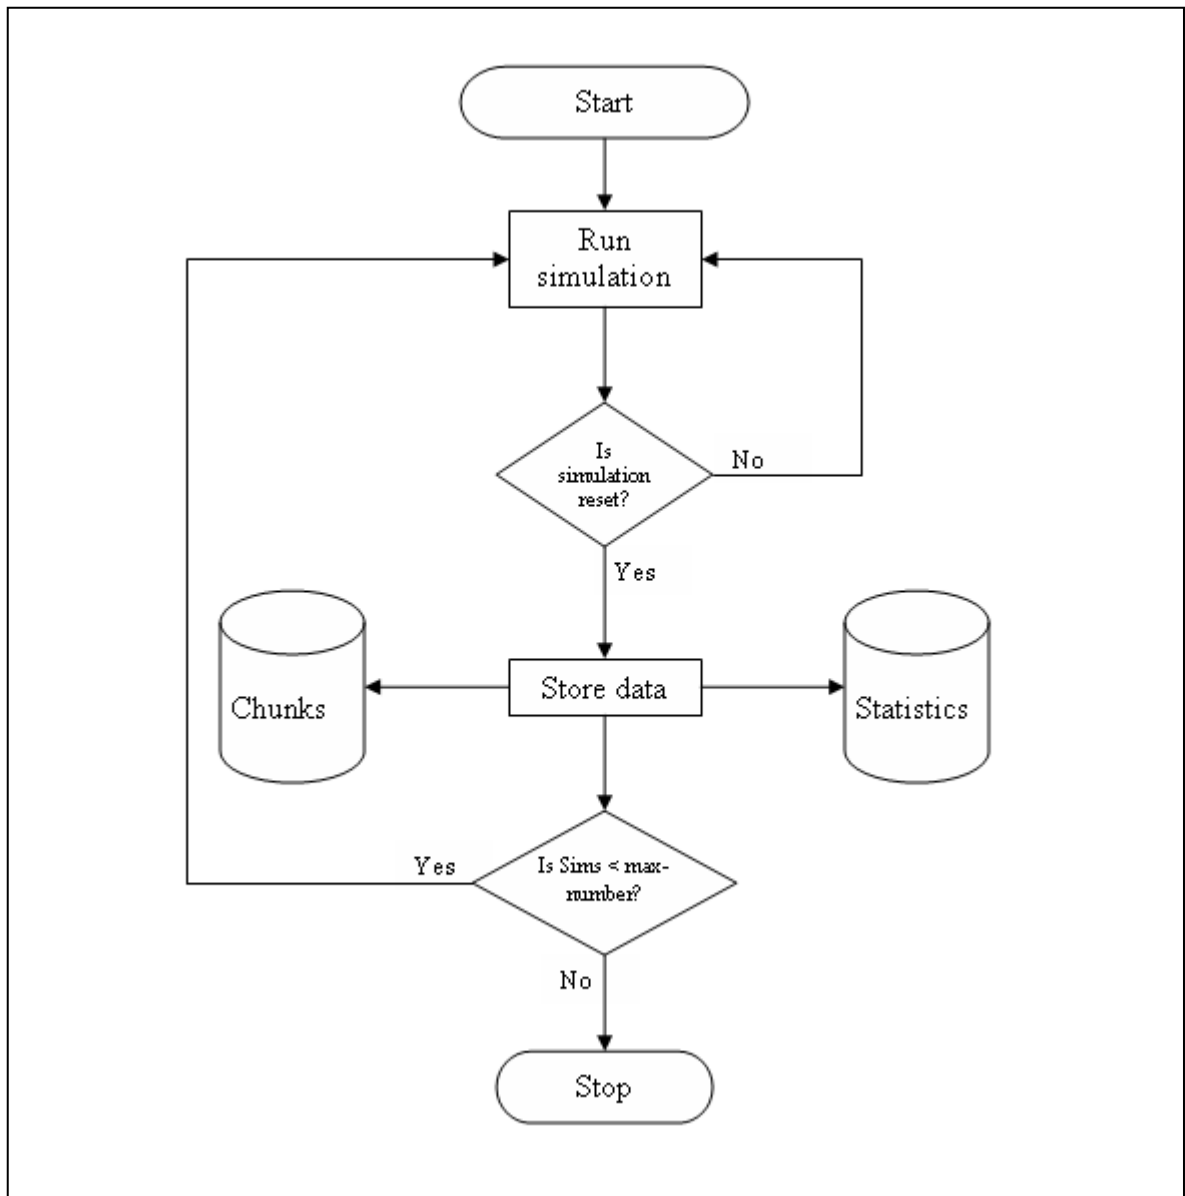 Start
Run
simulation
Is
simulation
reset?
No
Yes
Store data
Chunks
Statistics
Is Sims < max-
number?
Yes
No
Stop